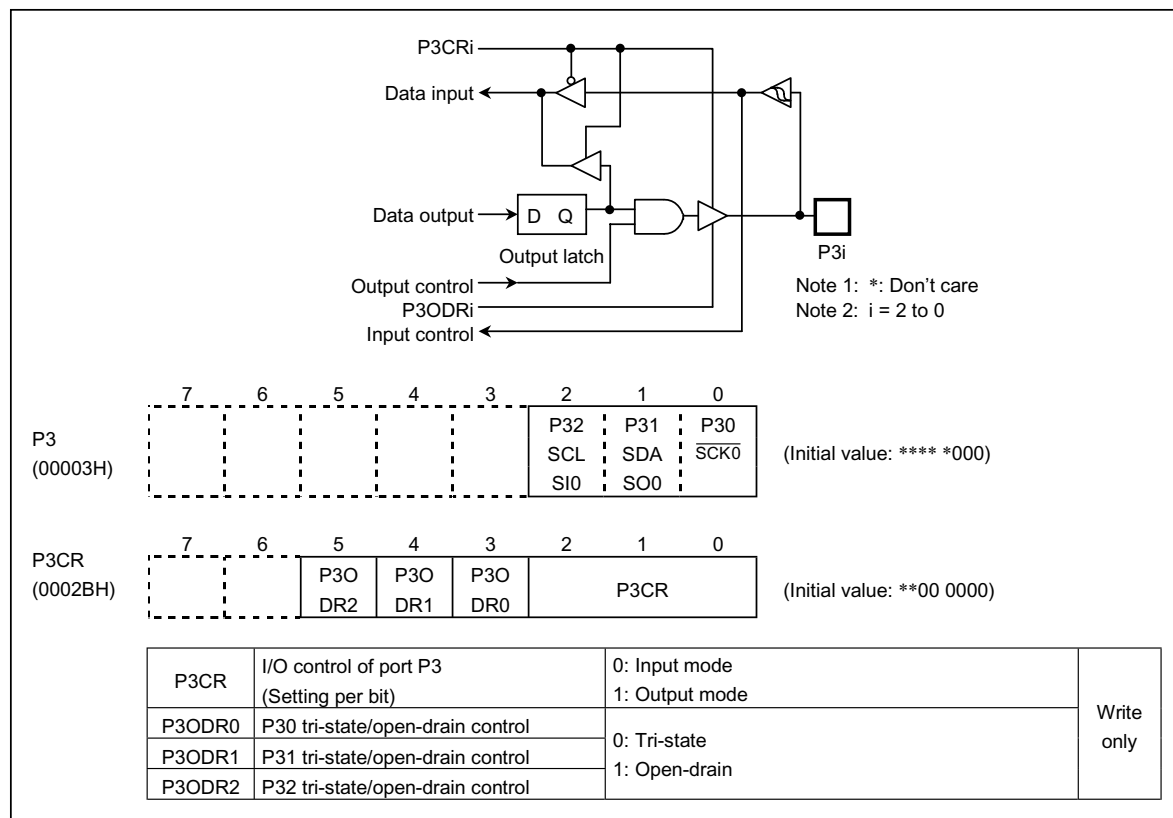 P3CRi
Data input
Data output
D Q
Output latch
P3i
Output control
P3ODRi
Input control
Note 1: *: Don't care
Note 2: i = 2 to 0
7 6 5 4 3 2 1 0
P3
(00003H)
P32 P31 P30
SCL SDA SCK0
SI0 SO0
(Initial value: **** *000)
7 6 5 4 3 2 1 0
P3CR
(0002BH)
P3O P3O P3O P3CR
DR2 DR1 DR0
(Initial value: **00 0000)
P3CR I/O control of port P3 0: Input mode
(Setting per bit) 1: Output mode
P3ODR0 P30 tri-state/open-drain control
P3ODR1 P31 tri-state/open-drain control
P3ODR2 P32 tri-state/open-drain control
0: Tri-state
1: Open-drain
Write
only